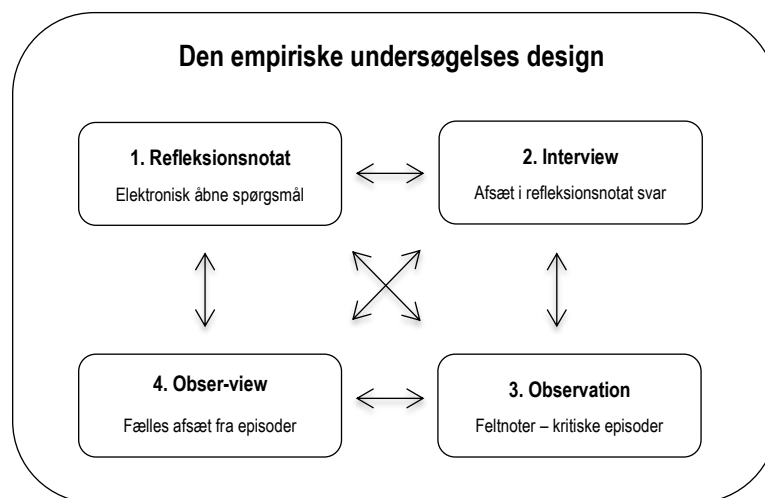 Den empiriske undersøgelses design
1. Refleksionsnotat
Elektronisk åbne spørgsmål
2. Interview
Afsæt i refleksionsnotat svar
4. Obser-view
Fælles afsæt fra episoder
3. Observation
Feltnoter – kritiske episoder